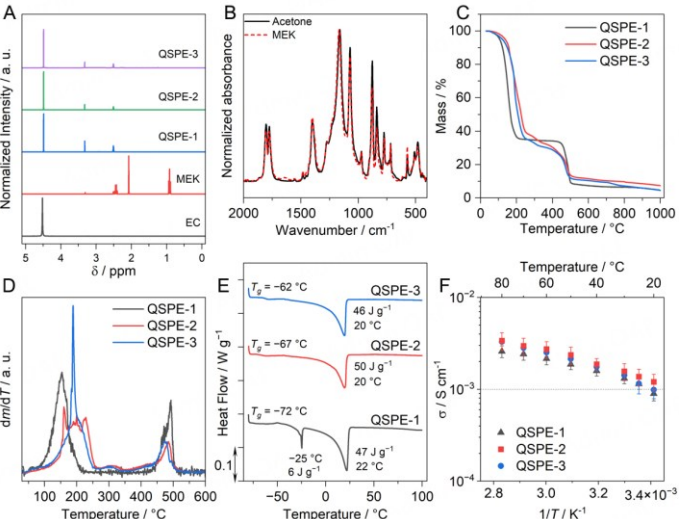 A
Normalized Intensity / a. u.
QSPE-3
QSPE-2
QSPE-1
MEK
EC
5 4 3 2 1 0
δ / ppm
B
Normalized absorbance
Acetone
MEK
2000 1500 1000 500
Wavenumber / cm⁻¹
C
Mass / %
100
80
60
40
20
0
QSPE-1
QSPE-2
QSPE-3
0 200 400 600 800 1000
Temperature / °C
D
dm/dT / a. u.
QSPE-1
QSPE-2
QSPE-3
100 200 300 400 500 600
Temperature / °C
E
Heat Flow / W g⁻¹
0.1
Tg = −62 °C
QSPE-3
46 J g⁻¹
20 °C
Tg = −67 °C
QSPE-2
50 J g⁻¹
20 °C
Tg = −72 °C
QSPE-1
−25 °C
6 J g⁻¹
47 J g⁻¹
22 °C
−50 0 50 100
Temperature / °C
F
Temperature / °C
80 60 40 20
σ / S cm⁻¹
10⁻²
10⁻³
10⁻⁴
QSPE-1
QSPE-2
QSPE-3
2.8 3.0 3.2 3.4×10⁻³
1/T / K⁻¹